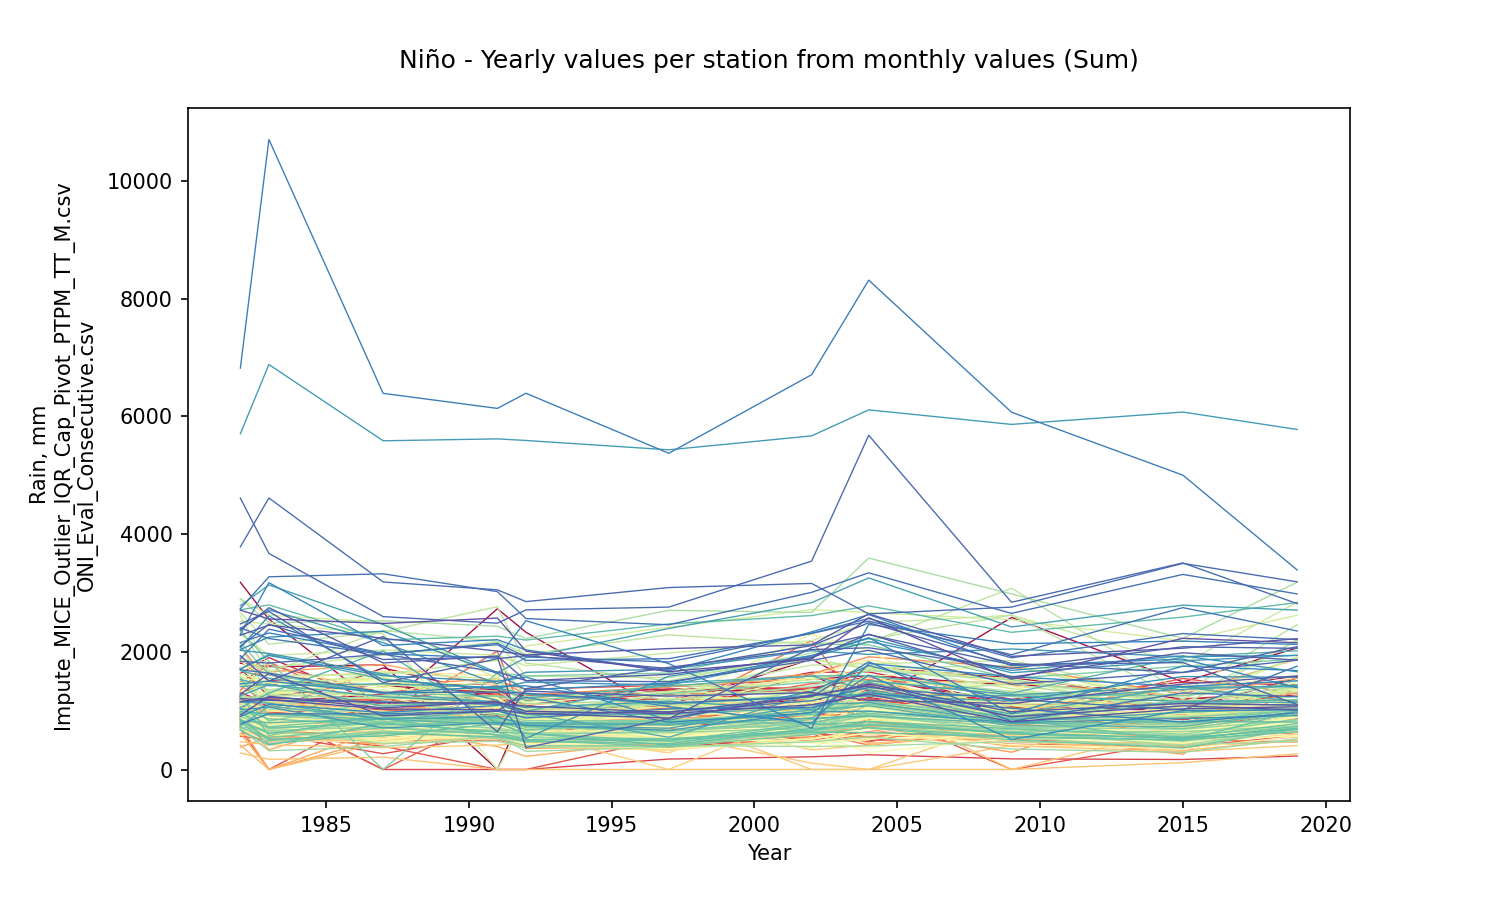 Niño - Yearly values per station from monthly values (Sum)
Rain, mm
Impute_MICE_Outlier_IQR_Cap_Pivot_PTPM_TT_M.csv
ONI_Eval_Consecutive.csv
10000
8000
6000
4000
2000
0
1985 1990 1995 2000 2005 2010 2015 2020
Year